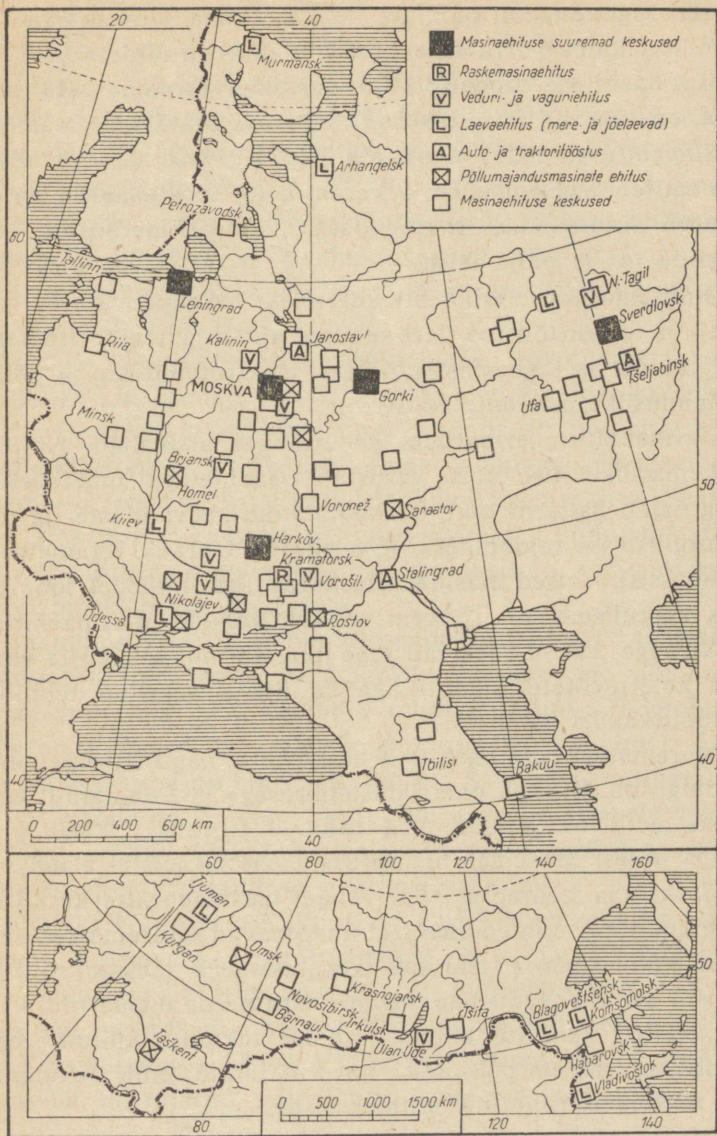 20
40
Masinaehituse suuremad keskused
R Raskemasinaehitus
V Veduri- ja vaguniehitus
L Laevaehitus (mere- ja jõelaevad)
A Auto- ja traktoritööstus
Põllumajandusmasinate ehitus
Masinaehituse keskused
L
Murmansk
L
Arhangelsk
Petrozavodsk
60
Tallinn
Leningrad
N.-Tagil
L
V
Sverdlovsk
Riia
Kalinin
V
A
Jaroslavl
A
Tšeljabinsk
MOSKVA
V
Gorki
Ufa
L
Minsk
Brjansk
V
Homel
50
Voronež
Sarastov
Kiiev
L
Harkov
V
Kramatorsk
R
V
Vorošil.
A
Stalingrad
V
Nikolajev
Odessa
L
Rostov
40
Tbilisi
Bakuu
40
0 200 400 600 km
40
60
80
100
120
140
160
Tjumen
L
Kurgan
Omsk
50
Novosibirsk
Krasnojarsk
Barnaul
Irkutsk
Tšita
V
Ulan Ude
Blagoveštšensk
L
Komsomolsk
L
Habarovsk
Taškent
L
Vladivostok
0 500 1000 1500 km
80
100
120
140